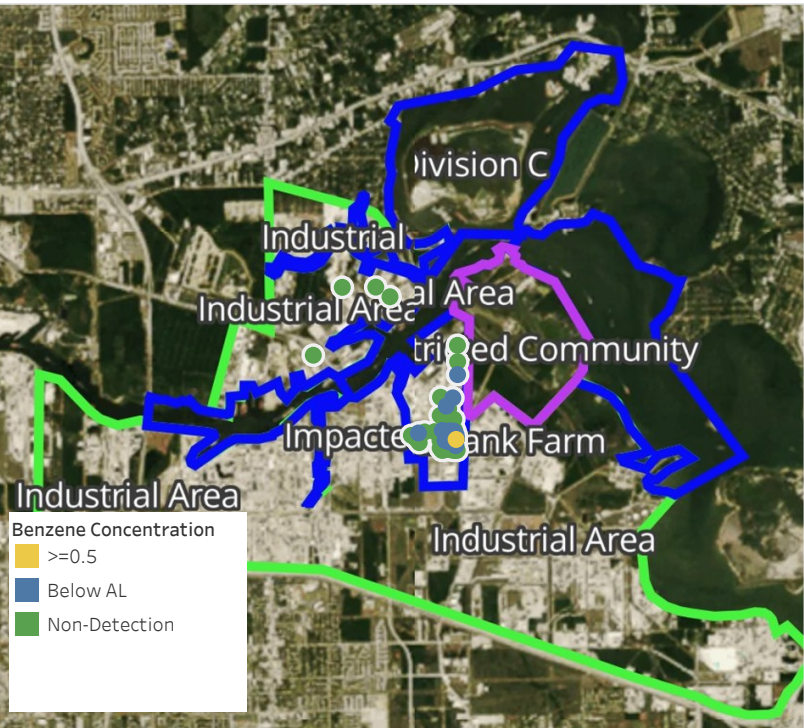 Division C
Industrial
al Area
Industrial Area
ed Community
Impacte
ank Farm
Industrial Area
Industrial Area
Benzene Concentration
>=0.5
Below AL
Non-Detection